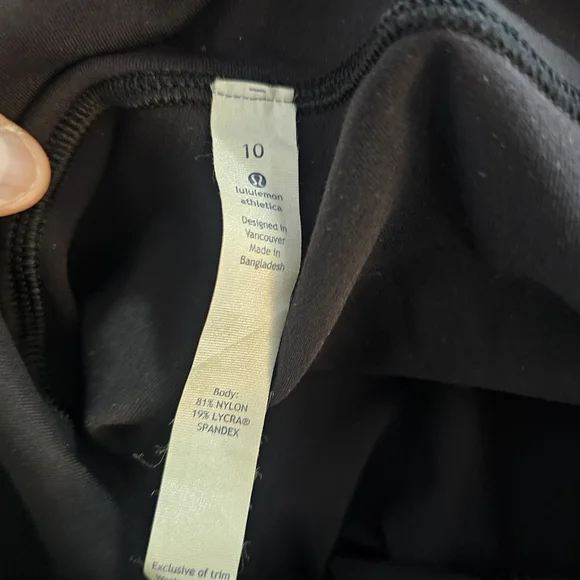 10
lululemon
athletica
Designed in
Vancouver
Made in
Bangladesh
Body:
81% NYLON
19% LYCRA®
SPANDEX
Exclusive of trim